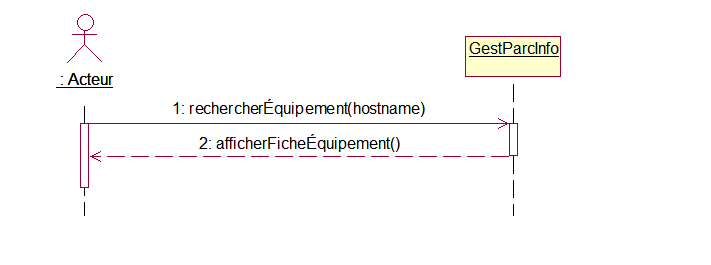 GestParcInfo
: Acteur
1: rechercherÉquipement(hostname)
2: afficherFicheÉquipement()